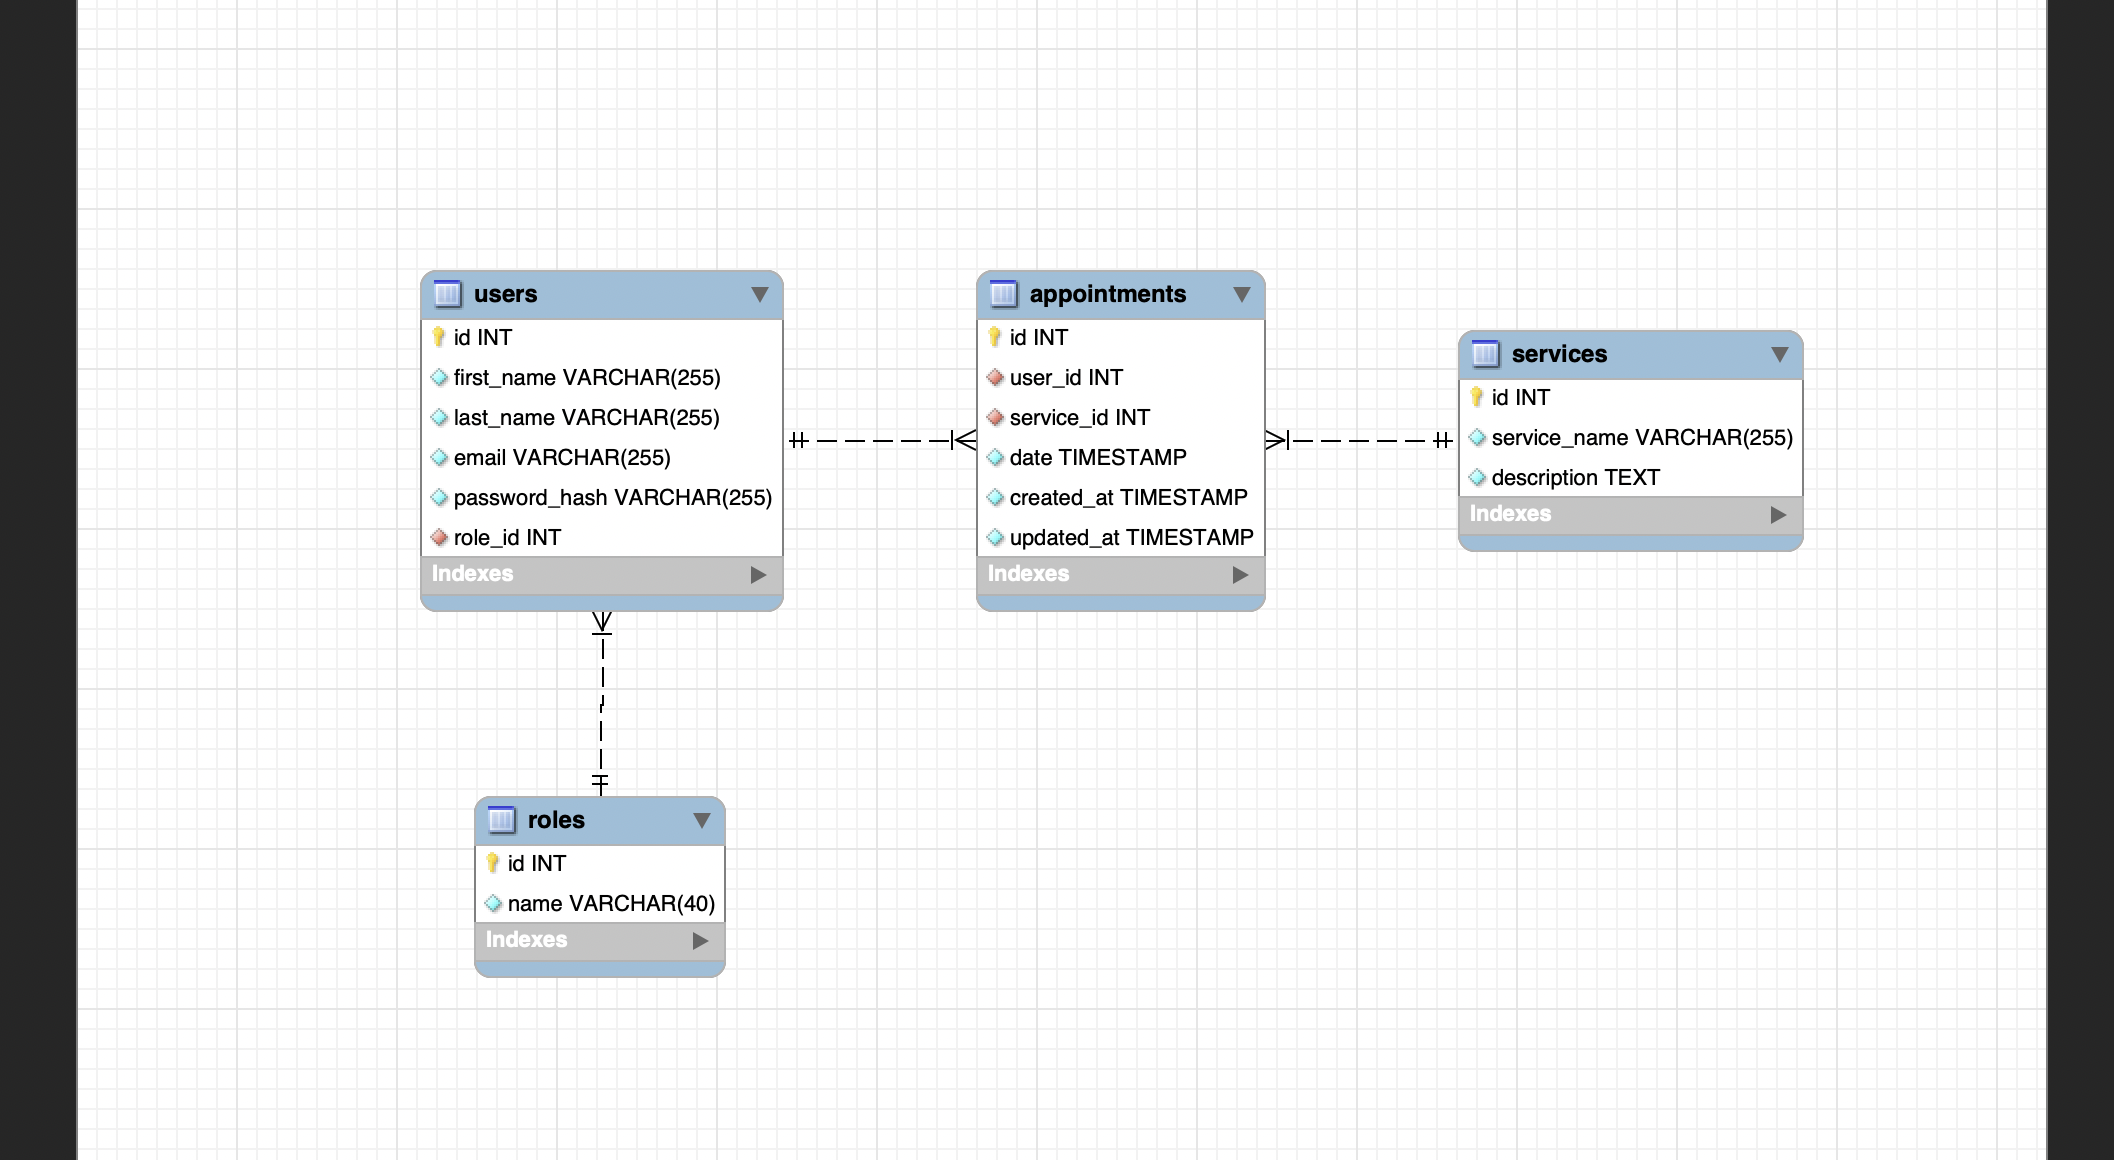 users
id INT
first_name VARCHAR(255)
last_name VARCHAR(255)
email VARCHAR(255)
password_hash VARCHAR(255)
role_id INT
Indexes
appointments
id INT
user_id INT
service_id INT
date TIMESTAMP
created_at TIMESTAMP
updated_at TIMESTAMP
Indexes
services
id INT
service_name VARCHAR(255)
description TEXT
Indexes
roles
id INT
name VARCHAR(40)
Indexes